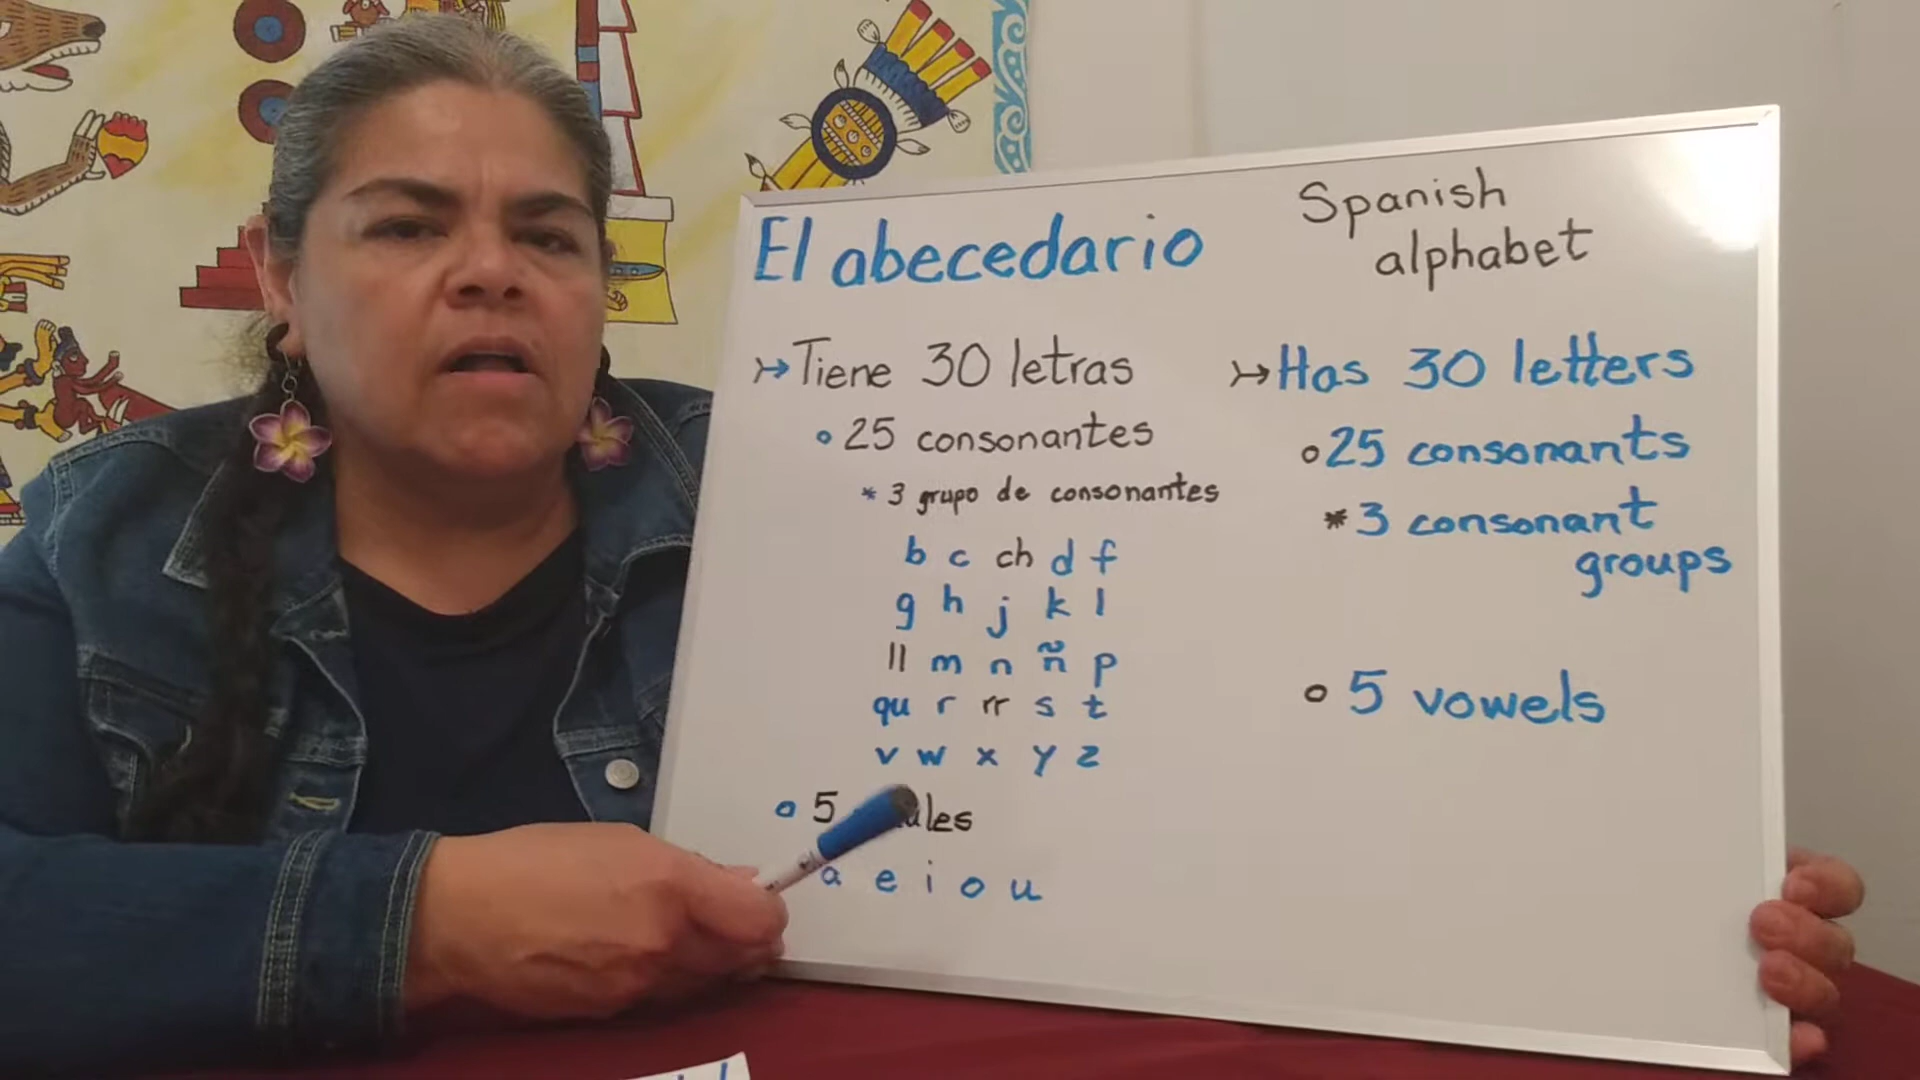 El abecedario
Tiene 30 letras
25 consonantes
* 3 grupo de consonantes
b c ch d f
g h j k l
ll m n ñ p
qu r rr s t
v w x y z
5
a e i o u
Spanish
alphabet
Has 30 letters
25 consonants
* 3 consonant
groups
5 vowels